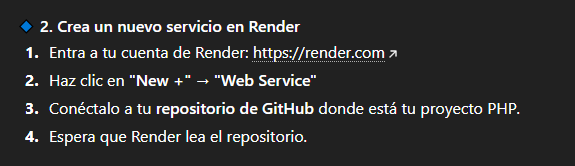 🔹 2. Crea un nuevo servicio en Render
1. Entra a tu cuenta de Render: https://render.com ↗
2. Haz clic en "New +" → "Web Service"
3. Conéctalo a tu repositorio de GitHub donde está tu proyecto PHP.
4. Espera que Render lea el repositorio.